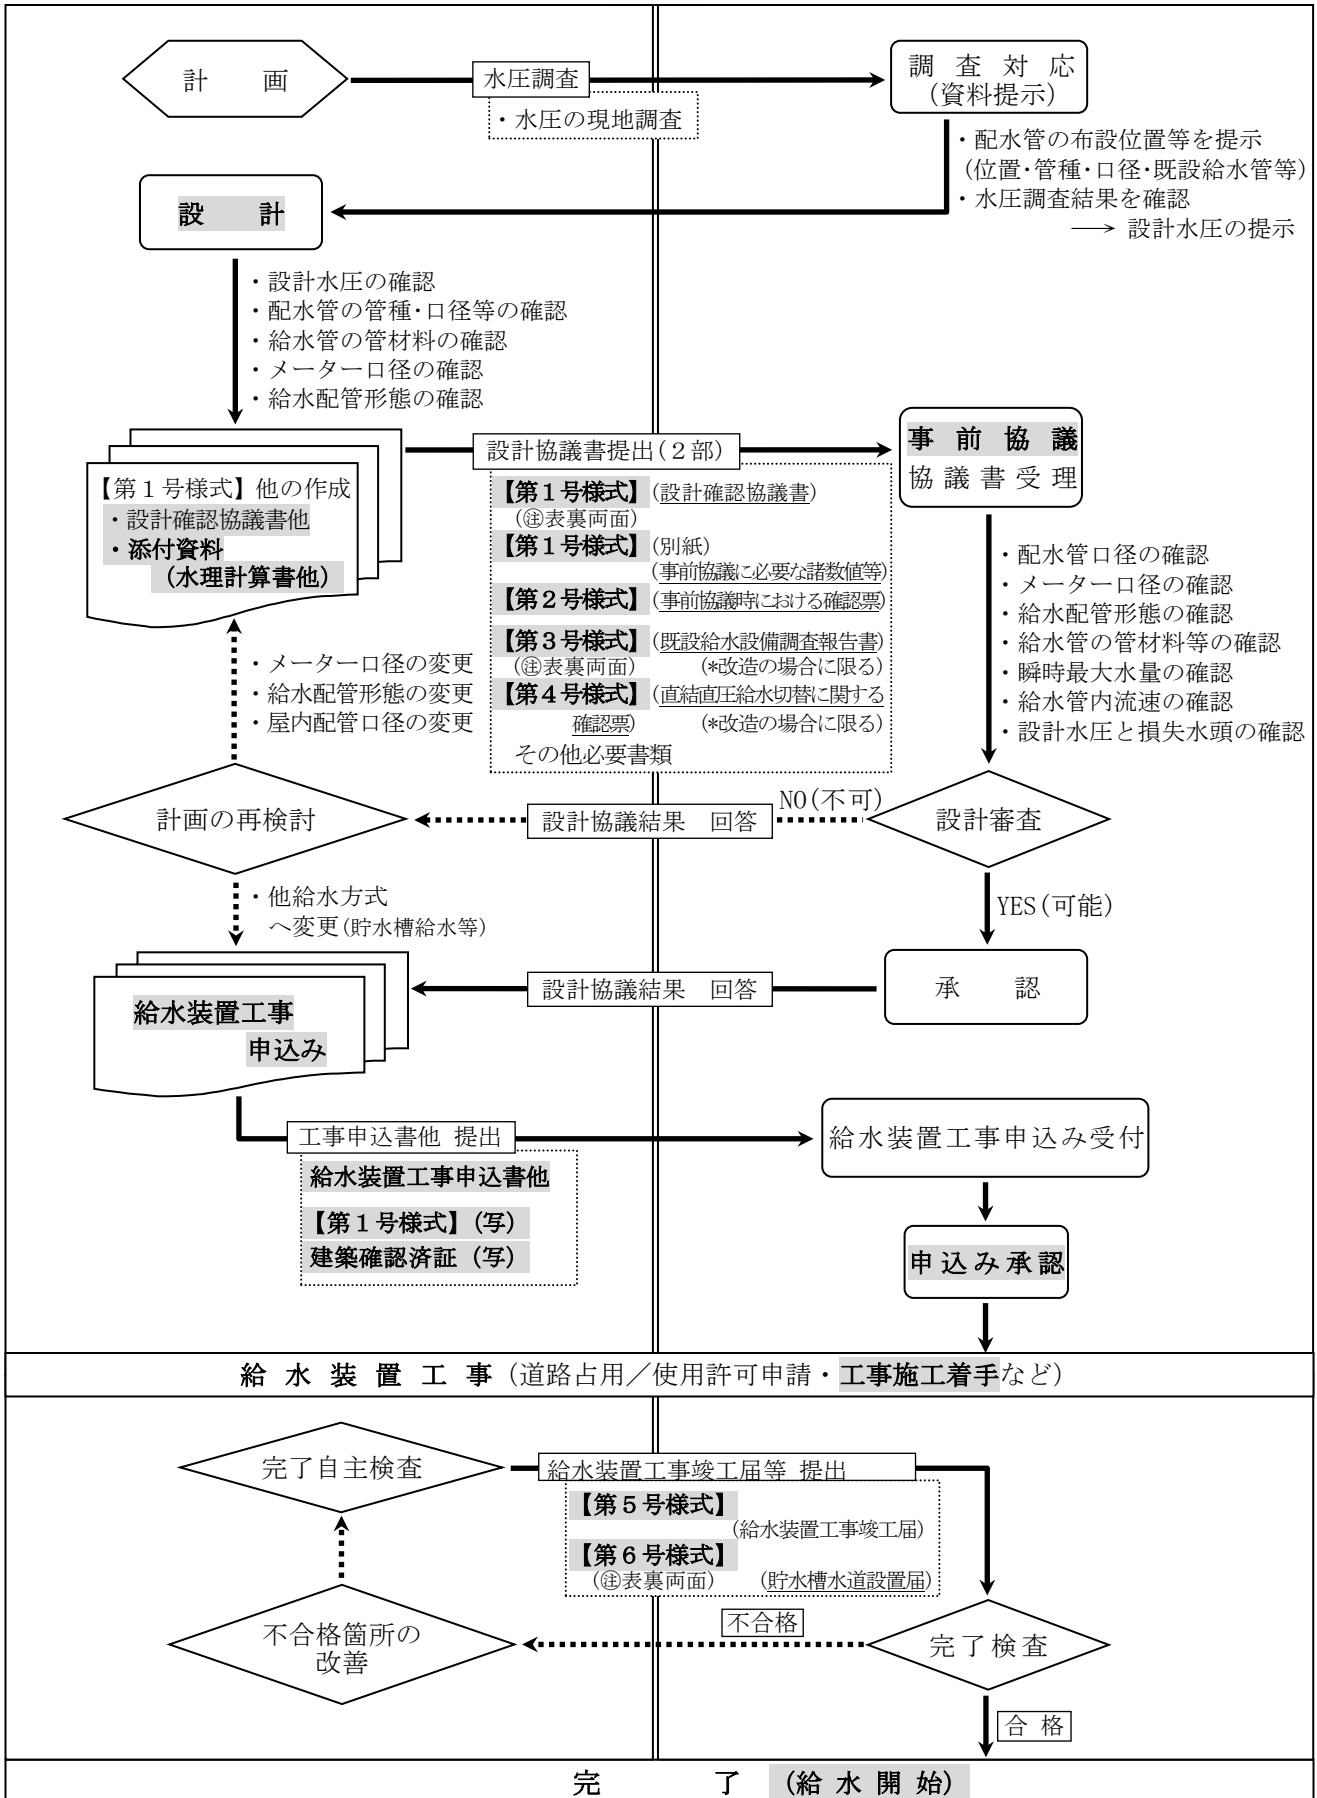 計　　画
水圧調査
・水圧の現地調査
調 査 対 応
（資料提示）
・配水管の布設位置等を提示
（位置・管種・口径・既設給水管等）
・水圧調査結果を確認
→ 設計水圧の提示
設　　計
・設計水圧の確認
・配水管の管種・口径等の確認
・給水管の管材料の確認
・メーター口径の確認
・給水配管形態の確認
【第１号様式】他の作成
・設計確認協議書他
・添付資料
（水理計算書他）
設計協議書提出（２部）
【第１号様式】（設計確認協議書）
（㊟表裏両面）
【第１号様式】（別紙）
（事前協議に必要な諸数値等）
【第２号様式】（事前協議時における確認票）
【第３号様式】（既設給水設備調査報告書）
（㊟表裏両面）　（*改造の場合に限る）
【第４号様式】（直結直圧給水切替に関する
確認票）　（*改造の場合に限る）
その他必要書類
事 前 協 議
協 議 書 受 理
・配水管口径の確認
・メーター口径の確認
・給水配管形態の確認
・給水管の管材料等の確認
・瞬時最大水量の確認
・給水管内流速の確認
・設計水圧と損失水頭の確認
・メーター口径の変更
・給水配管形態の変更
・屋内配管口径の変更
計画の再検討
設計協議結果　回答
NO（不可）
設計審査
・他給水方式
へ変更（貯水槽給水等）
YES（可能）
給水装置工事
申込み
設計協議結果　回答
承　　認
工事申込書他 提出
給水装置工事申込書他
【第１号様式】（写）
建築確認済証（写）
給水装置工事申込み受付
申込み承認
給 水 装 置 工 事（道路占用／使用許可申請・工事施工着手など）
完了自主検査
給水装置工事竣工届等 提出
【第５号様式】
（給水装置工事竣工届）
【第６号様式】
（㊟表裏両面）　（貯水槽水道設置届）
不合格箇所の
改善
不合格
完了検査
合 格
完　　　　了　（給 水 開 始）